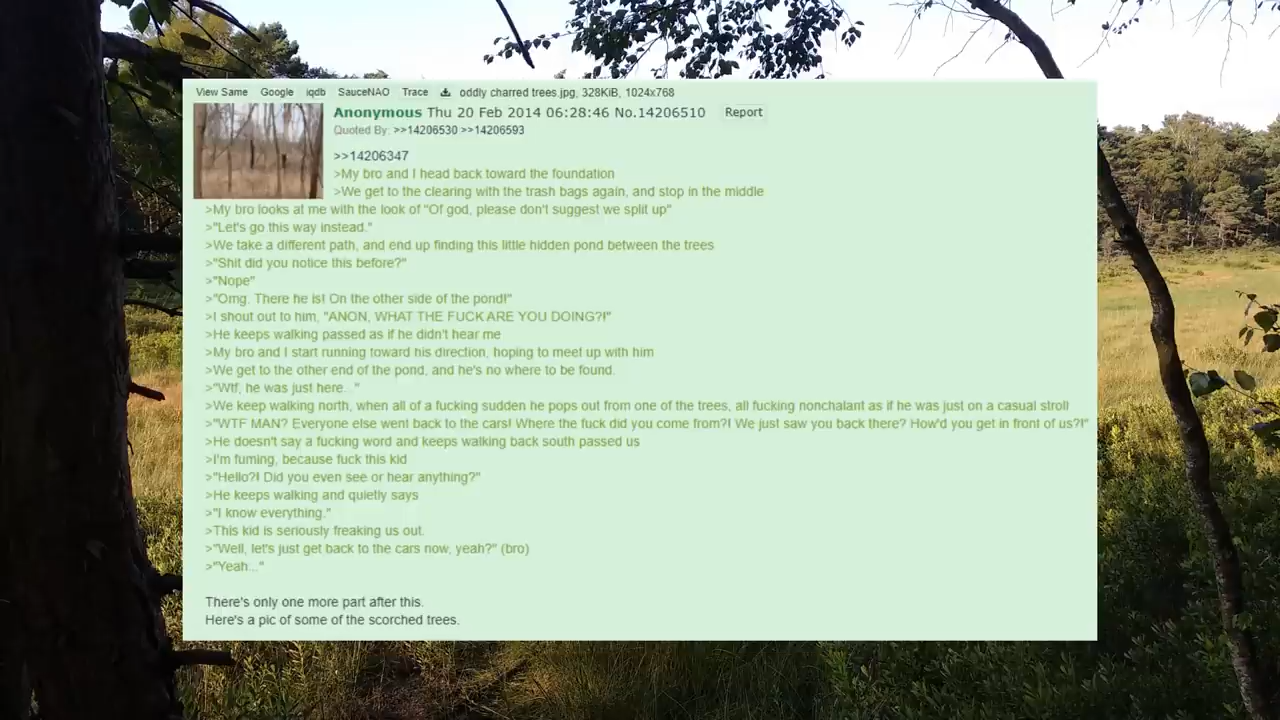 View Same Google iqdb SauceNAO Trace oddly charred trees.jpg, 328KiB, 1024x768
Anonymous Thu 20 Feb 2014 06:28:46 No.14206510 Report
Quoted By: >>14206530 >>14206593
>>14206347
>My bro and I head back toward the foundation
>We get to the clearing with the trash bags again, and stop in the middle
>My bro looks at me with the look of "Of god, please don't suggest we split up"
>"Let's go this way instead."
>We take a different path, and end up finding this little hidden pond between the trees
>"Shit did you notice this before?"
>"Nope"
>"Omg. There he is! On the other side of the pond!"
>I shout out to him, "ANON, WHAT THE FUCK ARE YOU DOING?!"
>He keeps walking passed as if he didn't hear me
>My bro and I start running toward his direction, hoping to meet up with him
>We get to the other end of the pond, and he's no where to be found.
>"Wtf, he was just here..."
>We keep walking north, when all of a fucking sudden he pops out from one of the trees, all fucking nonchalant as if he was just on a casual stroll
>"WTF MAN? Everyone else went back to the cars! Where the fuck did you come from?! We just saw you back there? How'd you get in front of us?!"
>He doesn't say a fucking word and keeps walking back south passed us
>I'm fuming, because fuck this kid
>"Hello?! Did you even see or hear anything?"
>He keeps walking and quietly says
>"I know everything."
>This kid is seriously freaking us out.
>"Well, let's just get back to the cars now, yeah?" (bro)
>"Yeah..."
There's only one more part after this.
Here's a pic of some of the scorched trees.